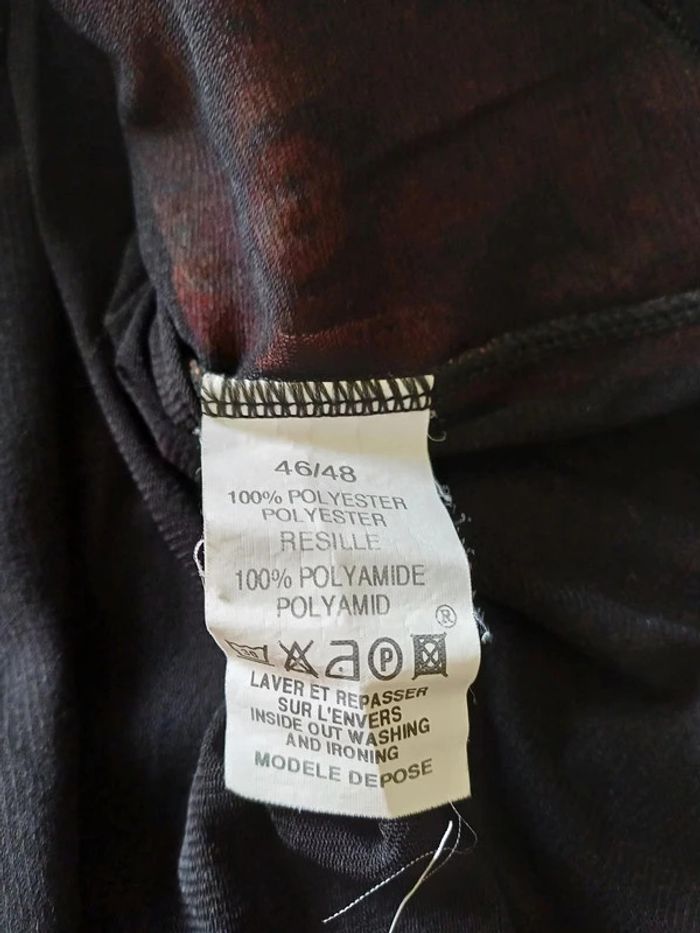 46/48
100% POLYESTER
POLYESTER
RESILLE
100% POLYAMIDE
POLYAMID
®
30 P
LAVER ET REPASSER
SUR L'ENVERS
INSIDE OUT WASHING
AND IRONING
MODELE DEPOSE